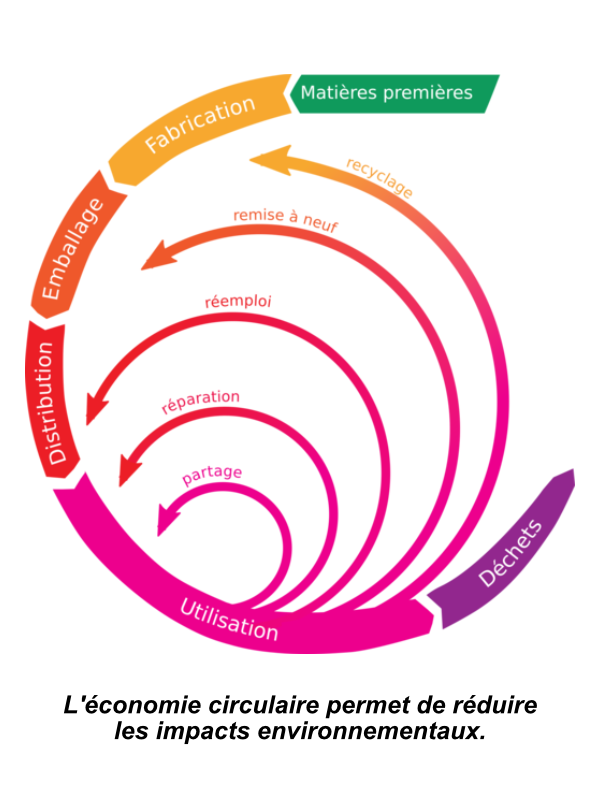 Matières premières
Fabrication
Emballage
Distribution
Utilisation
Déchets
recyclage
remise à neuf
réemploi
réparation
partage
L'économie circulaire permet de réduire
les impacts environnementaux.